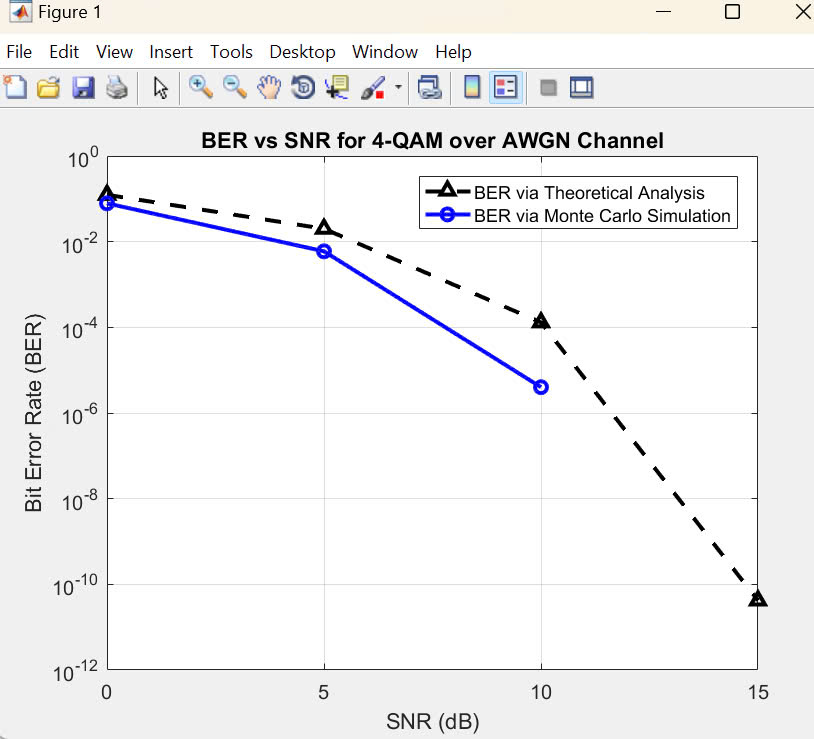 Figure 1
File Edit View Insert Tools Desktop Window Help
BER vs SNR for 4-QAM over AWGN Channel
BER via Theoretical Analysis
BER via Monte Carlo Simulation
Bit Error Rate (BER)
10^0
10^-2
10^-4
10^-6
10^-8
10^-10
10^-12
0 5 10 15
SNR (dB)